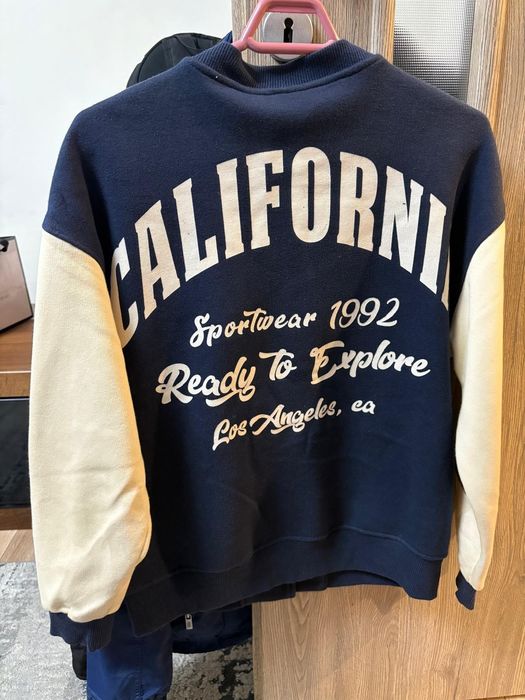 CALIFORNI
Sportwear 1992
Ready To Explore
Los Angeles, ca